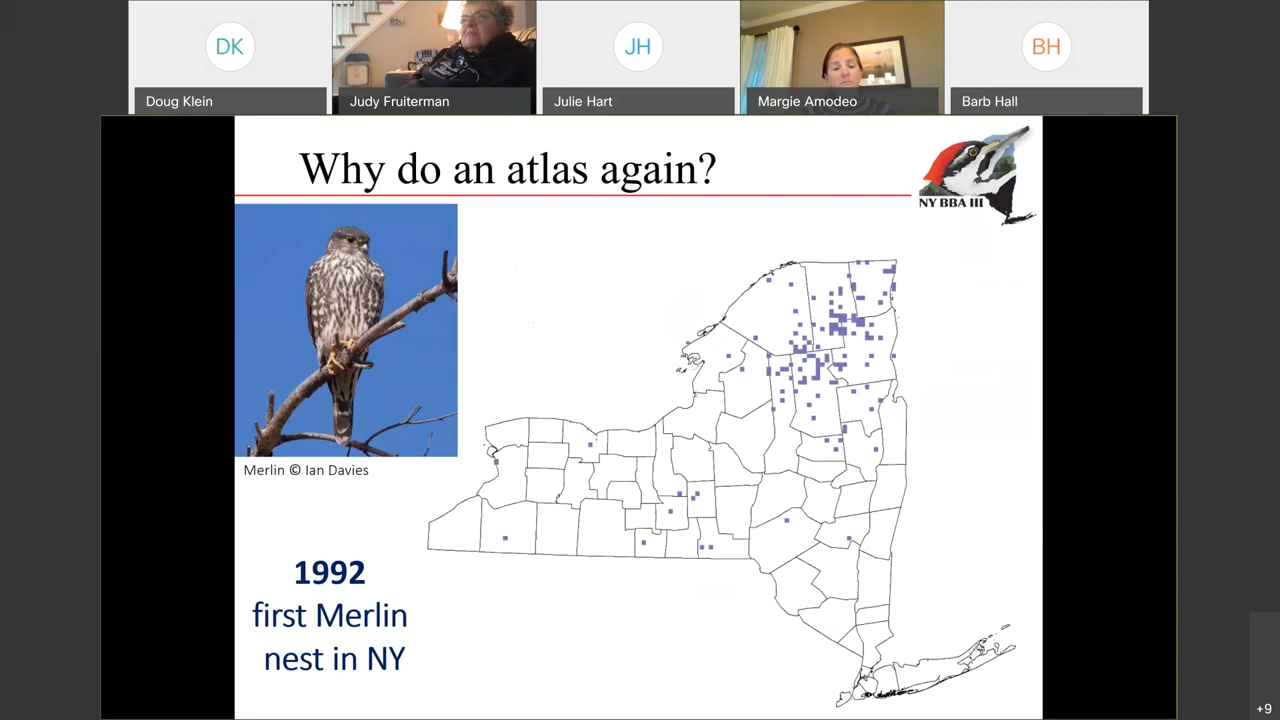 DK
JH
BH
Doug Klein
Judy Fruiterman
Julie Hart
Margie Amodeo
Barb Hall
Why do an atlas again?
NY BBA III
Merlin © Ian Davies
1992
first Merlin
nest in NY
+9